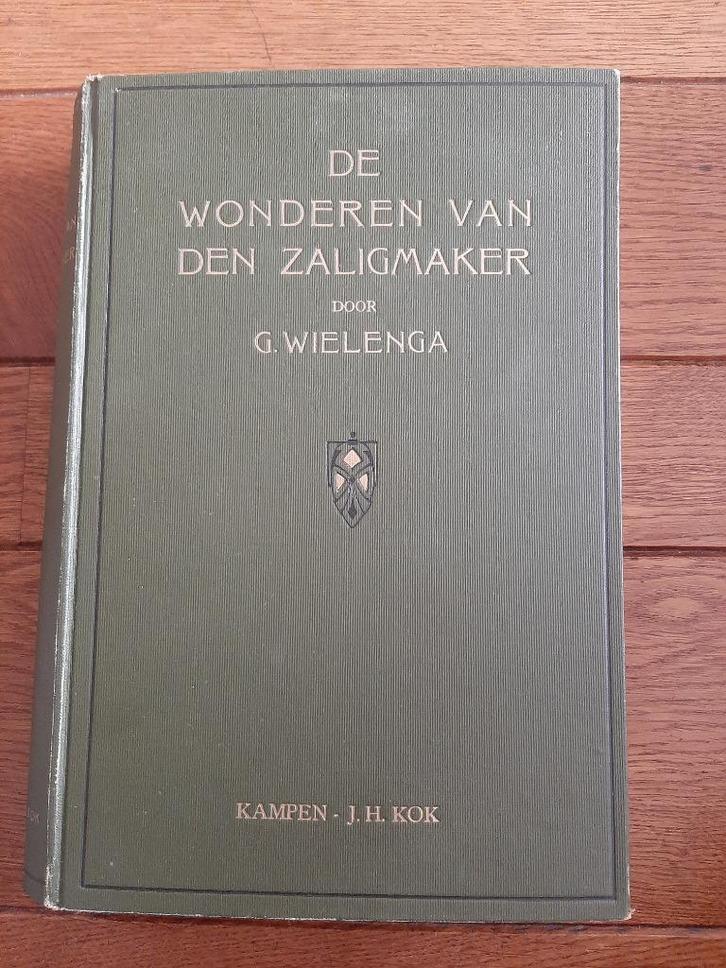 DE
WONDEREN VAN
DEN ZALIGMAKER
DOOR
G. WIELENGA
KAMPEN - J. H. KOK